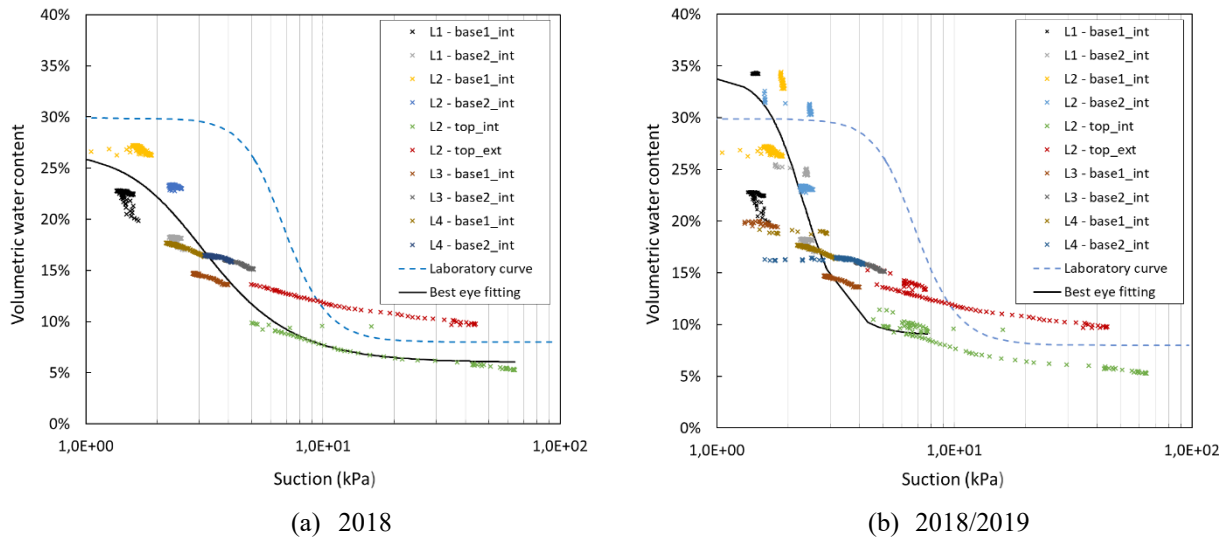 40%
35%
30%
25%
20%
15%
10%
5%
0%
Volumetric water content
1,0E+00
1,0E+01
1,0E+02
Suction (kPa)
L1 - base1_int
L1 - base2_int
L2 - base1_int
L2 - base2_int
L2 - top_int
L2 - top_ext
L3 - base1_int
L3 - base2_int
L4 - base1_int
L4 - base2_int
Laboratory curve
Best eye fitting
(a) 2018
40%
35%
30%
25%
20%
15%
10%
5%
0%
Volumetric water content
1,0E+00
1,0E+01
1,0E+02
Suction (kPa)
L1 - base1_int
L1 - base2_int
L2 - base1_int
L2 - base2_int
L2 - top_int
L2 - top_ext
L3 - base1_int
L3 - base2_int
L4 - base1_int
L4 - base2_int
Laboratory curve
Best eye fitting
(b) 2018/2019